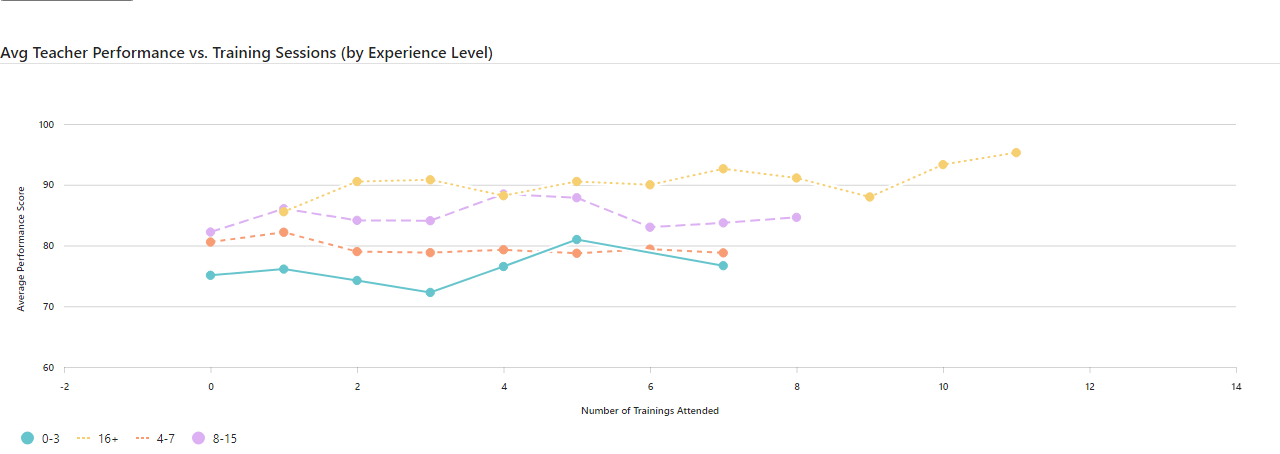 Avg Teacher Performance vs. Training Sessions (by Experience Level)
100
90
80
70
60
Average Performance Score
-2 0 2 4 6 8 10 12 14
Number of Trainings Attended
0-3 16+ 4-7 8-15